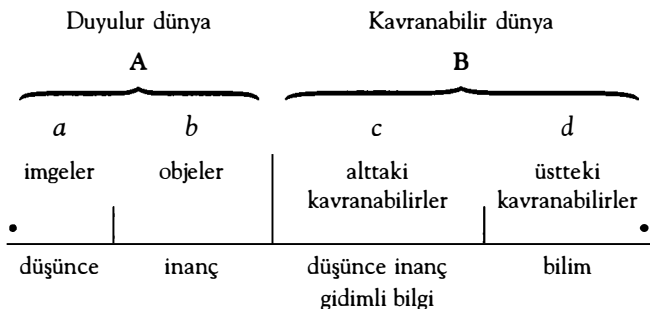 Duyulur dünya Kavranabilir dünya
A B
a b c d
imgeler objeler alttaki kavranabilirler üstteki kavranabilirler
düşünce inanç düşünce inanç gidimli bilgi bilim